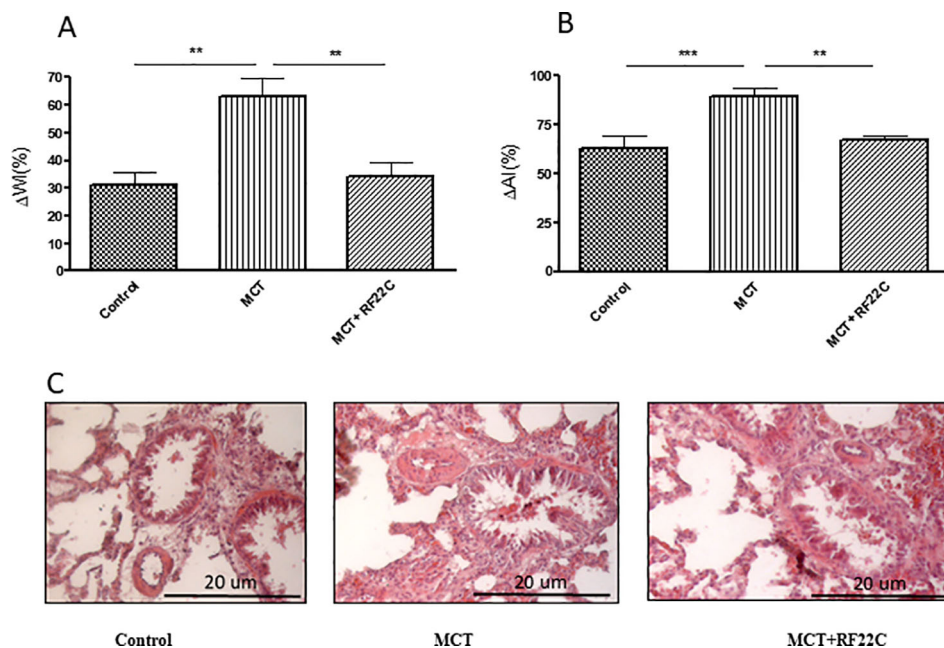 A
** **
ΔWI(%)
70
60
50
40
30
20
10
0
Control
MCT
MCT+RF22C
B
*** **
ΔAI(%)
100
75
50
25
0
Control
MCT
MCT+RF22C
C
20 um
20 um
20 um
Control MCT MCT+RF22C